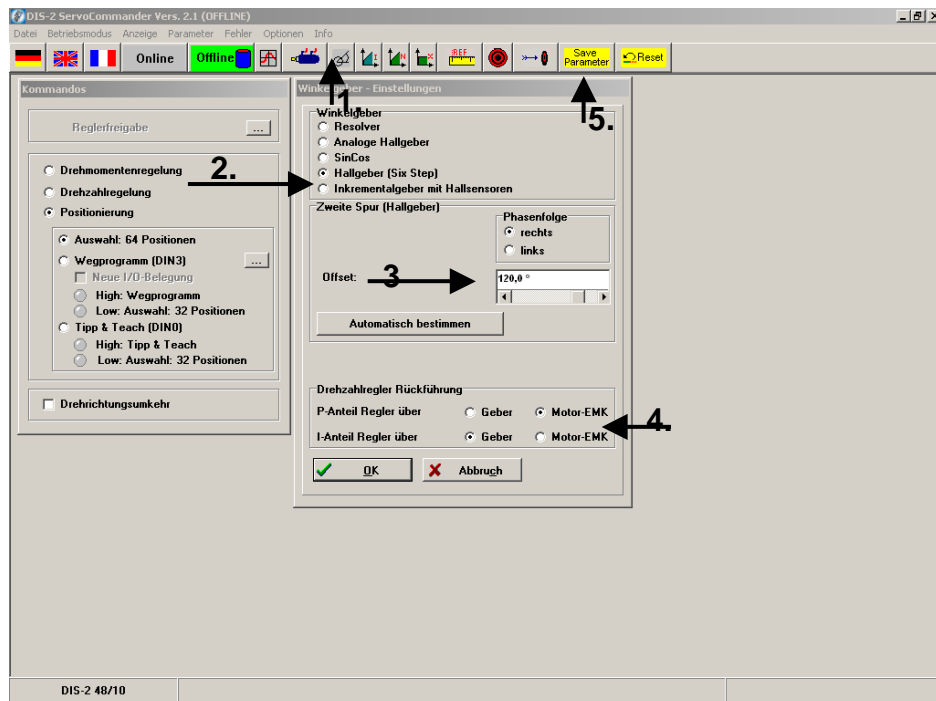 DIS-2 ServoCommander Vers. 2.1 (OFFLINE)
Datei Betriebsmodus Anzeige Parameter Fehler Optionen Info
Online
Offline
REF
Save Parameter
Reset
1.
5.
Kommandos
Reglerfreigabe
...
2.
Drehmomentenregelung
Drehzahlregelung
Positionierung
Auswahl: 64 Positionen
Wegprogramm (DIN3)
...
Neue I/O-Belegung
High: Wegprogramm
Low: Auswahl: 32 Positionen
Tipp & Teach (DIN0)
High: Tipp & Teach
Low: Auswahl: 32 Positionen
Drehrichtungsumkehr
Winkelgeber - Einstellungen
Winkelgeber
Resolver
Analoge Hallgeber
SinCos
Hallgeber (Six Step)
Inkrementalgeber mit Hallsensoren
Zweite Spur (Hallgeber)
Phasenfolge
rechts
links
Offset:
3
120,0 °
Automatisch bestimmen
Drehzahlregler Rückführung
P-Anteil Regler über Geber Motor-EMK
4.
I-Anteil Regler über Geber Motor-EMK
OK
Abbruch
DIS-2 48/10